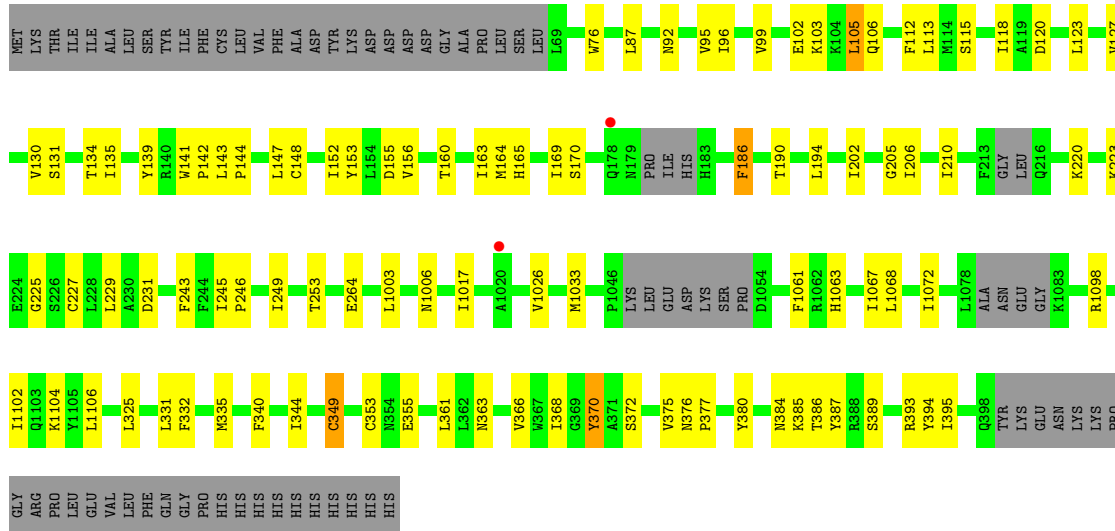 MET LYS THR ILE ILE ALA LEU SER TYR ILE PHE CYS LEU VAL PHE ALA ASP TYR LYS ASP ASP ASP ASP GLY ALA PRO LEU SER LEU L69 W76 L87 N92 V95 I96 V99 E102 K103 K104 L105 Q106 F112 L113 M114 S115 I118 A119 D120 L123 V127
V130 S131 T134 I135 Y139 R140 W141 P142 L143 P144 L147 C148 I152 Y153 L154 D155 V156 T160 I163 M164 H165 I169 S170 Q178 N179 PRO ILE HIS H183 F186 T190 L194 I202 G205 I206 I210 F213 GLY LEU Q216 K220 K223
E224 G225 S226 C227 L228 L229 A230 D231 F243 F244 I245 P246 I249 T253 E264 L1003 N1006 I1017 A1020 V1026 M1033 P1046 LYS LEU GLU ASP LYS SER PRO D1054 F1061 R1062 H1063 I1067 L1068 I1072 L1078 ALA ASN GLU GLY K1083 R1098
I1102 Q1103 K1104 Y1105 L1106 L325 L331 F332 M335 F340 I344 C349 C353 N354 E355 L361 L362 N363 V366 W367 I368 G369 Y370 A371 S372 V375 N376 P377 Y380 N384 K385 T386 Y387 R388 S389 R393 Y394 I395 Q398 TYR LYS GLU ASN LYS LYS PRO
GLY ARG PRO LEU GLU VAL LEU PHE GLN GLY PRO HIS HIS HIS HIS HIS HIS HIS HIS HIS HIS